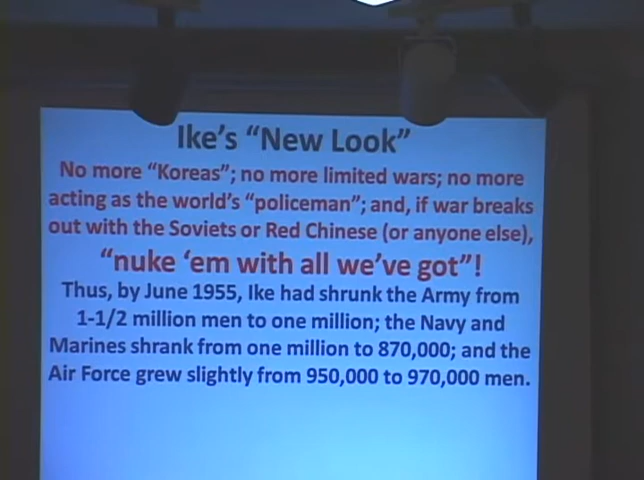 Ike's "New Look"
No more "Koreas"; no more limited wars; no more
acting as the world's "policeman"; and, if war breaks
out with the Soviets or Red Chinese (or anyone else),
"nuke 'em with all we've got"!
Thus, by June 1955, Ike had shrunk the Army from
1-1/2 million men to one million; the Navy and
Marines shrank from one million to 870,000; and the
Air Force grew slightly from 950,000 to 970,000 men.